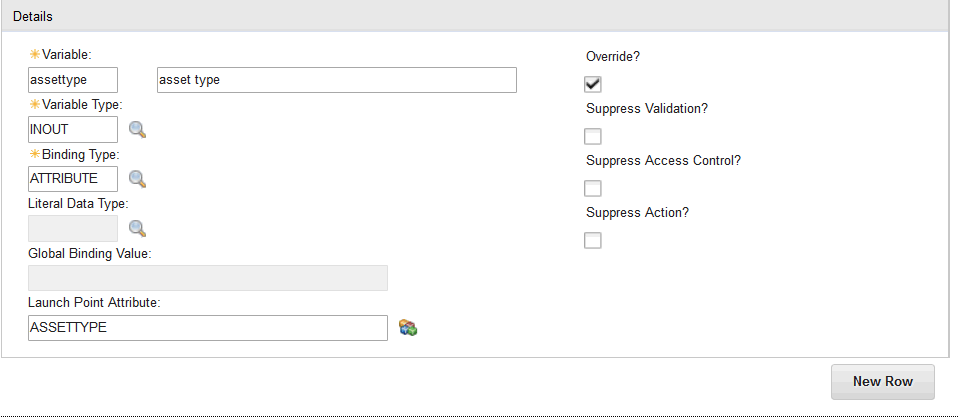 Details
✳Variable:
assettype asset type
✳Variable Type:
INOUT
✳Binding Type:
ATTRIBUTE
Literal Data Type:
Global Binding Value:
Launch Point Attribute:
ASSETTYPE
Override?
Suppress Validation?
Suppress Access Control?
Suppress Action?
New Row